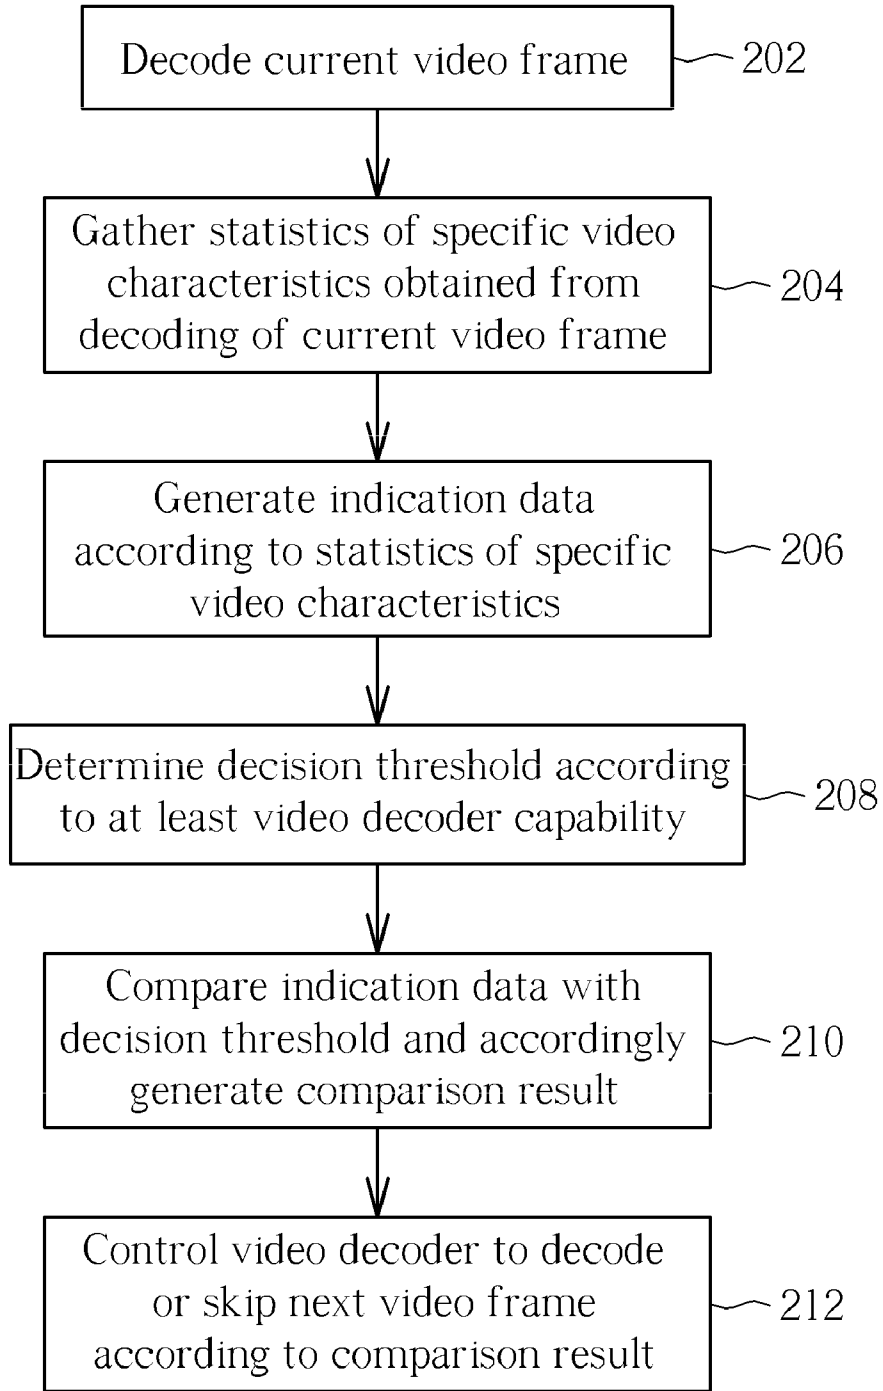 Decode current video frame
202
Gather statistics of specific video
characteristics obtained from
decoding of current video frame
204
Generate indication data
according to statistics of specific
video characteristics
206
Determine decision threshold according
to at least video decoder capability
208
Compare indication data with
decision threshold and accordingly
generate comparison result
210
Control video decoder to decode
or skip next video frame
according to comparison result
212